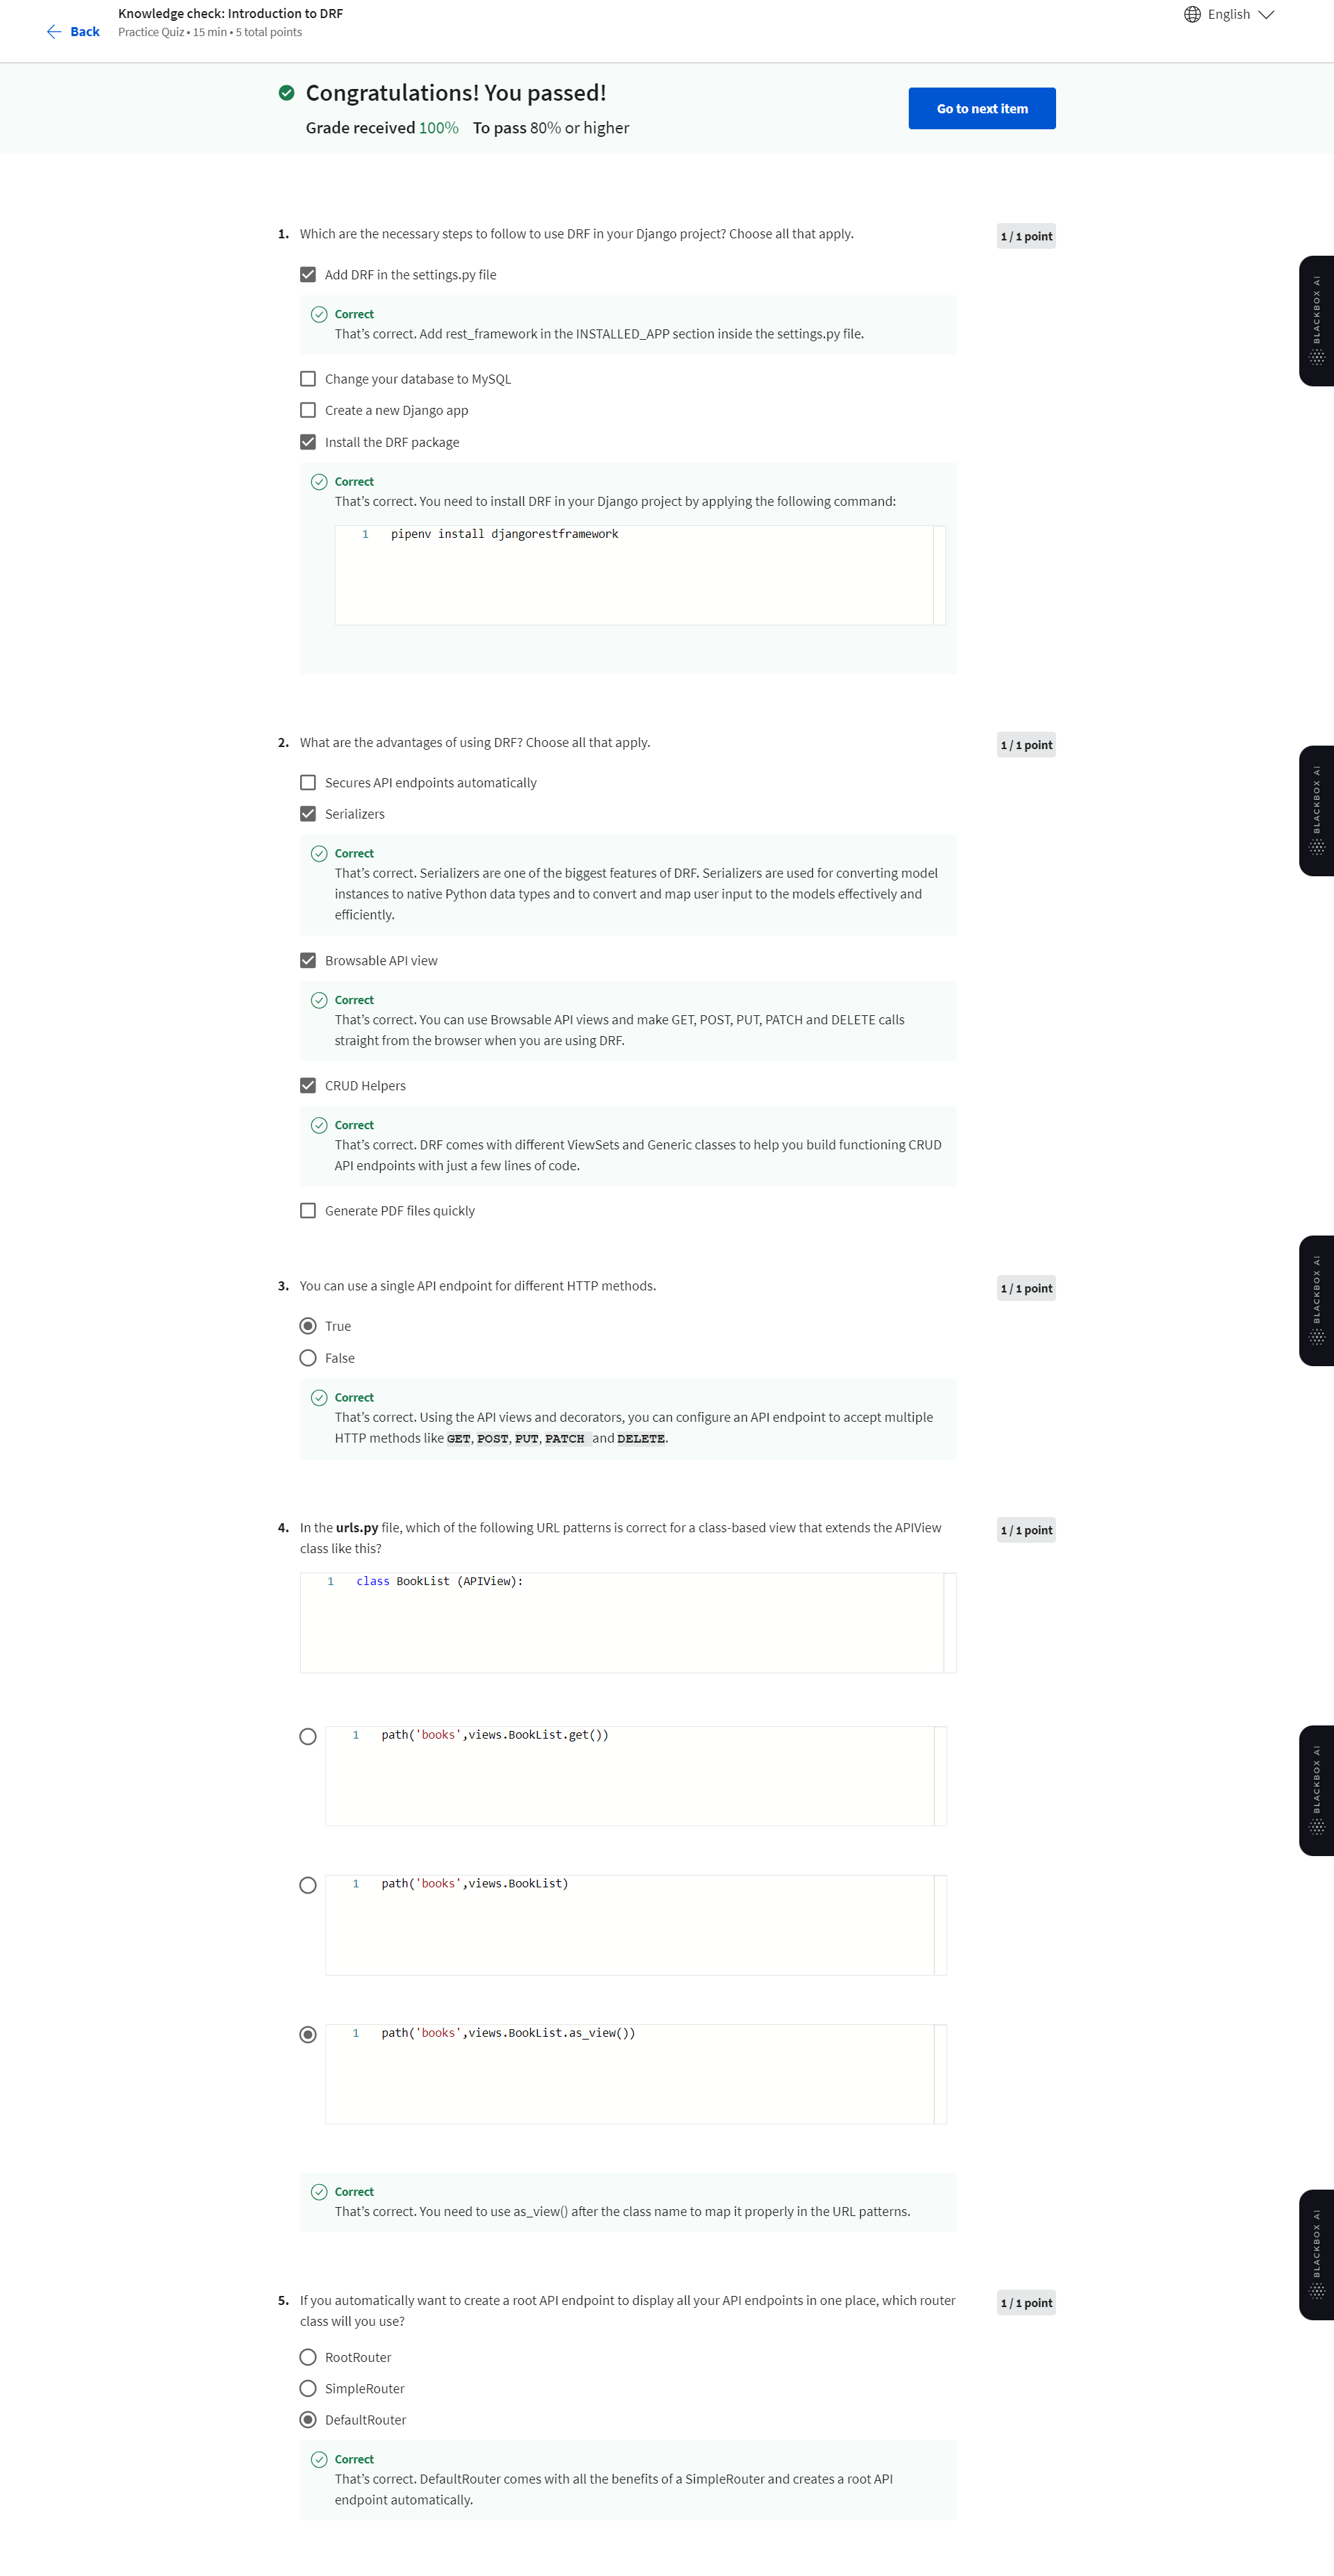 Back
Knowledge check: Introduction to DRF
Practice Quiz • 15 min • 5 total points
English
Congratulations! You passed!
Grade received 100% To pass 80% or higher
Go to next item
1. Which are the necessary steps to follow to use DRF in your Django project? Choose all that apply.
1 / 1 point
Add DRF in the settings.py file
Correct
That's correct. Add rest_framework in the INSTALLED_APP section inside the settings.py file.
Change your database to MySQL
Create a new Django app
Install the DRF package
Correct
That's correct. You need to install DRF in your Django project by applying the following command:
1 pipenv install djangorestframework
2. What are the advantages of using DRF? Choose all that apply.
1 / 1 point
Secures API endpoints automatically
Serializers
Correct
That's correct. Serializers are one of the biggest features of DRF. Serializers are used for converting model
instances to native Python data types and to convert and map user input to the models effectively and
efficiently.
Browsable API view
Correct
That's correct. You can use Browsable API views and make GET, POST, PUT, PATCH and DELETE calls
straight from the browser when you are using DRF.
CRUD Helpers
Correct
That's correct. DRF comes with different ViewSets and Generic classes to help you build functioning CRUD
API endpoints with just a few lines of code.
Generate PDF files quickly
3. You can use a single API endpoint for different HTTP methods.
1 / 1 point
True
False
Correct
That's correct. Using the API views and decorators, you can configure an API endpoint to accept multiple
HTTP methods like GET, POST, PUT, PATCH and DELETE.
4. In the urls.py file, which of the following URL patterns is correct for a class-based view that extends the APIView
class like this?
1 / 1 point
1 class BookList (APIView):
1 path('books',views.BookList.get())
1 path('books',views.BookList)
1 path('books',views.BookList.as_view())
Correct
That's correct. You need to use as_view() after the class name to map it properly in the URL patterns.
5. If you automatically want to create a root API endpoint to display all your API endpoints in one place, which router
class will you use?
1 / 1 point
RootRouter
SimpleRouter
DefaultRouter
Correct
That's correct. DefaultRouter comes with all the benefits of a SimpleRouter and creates a root API
endpoint automatically.
BLACKBOX AI
BLACKBOX AI
BLACKBOX AI
BLACKBOX AI
BLACKBOX AI